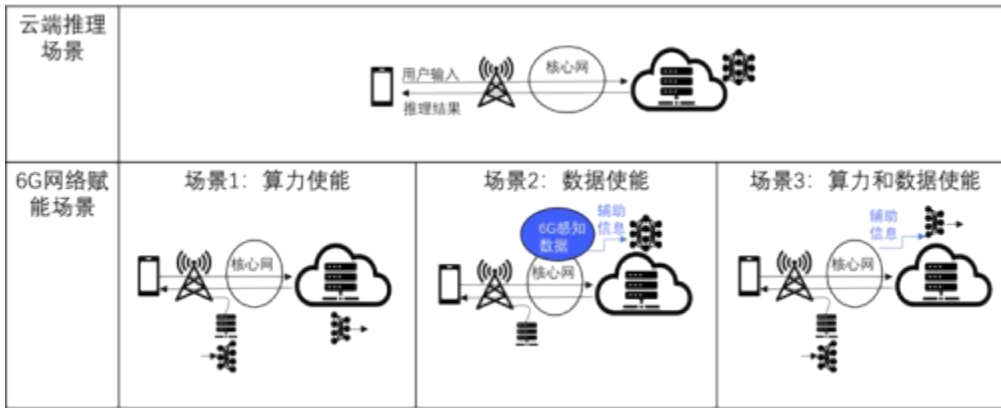 云端推理
场景
用户输入
推理结果
核心网
6G网络赋
能场景
场景1：算力使能
核心网
场景2：数据使能
6G感知
数据
辅助
信息
核心网
场景3：算力和数据使能
辅助
信息
核心网